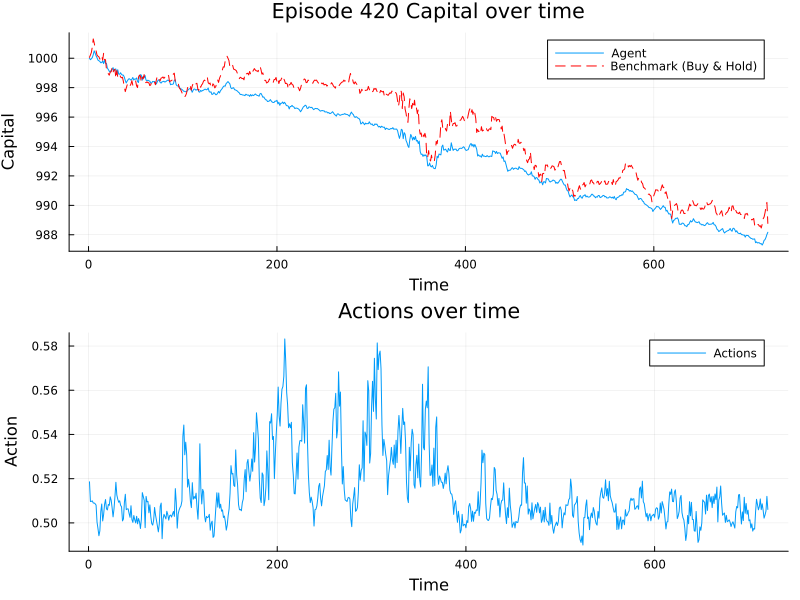 Episode 420 Capital over time
Agent
Benchmark (Buy & Hold)
1000
998
996
994
992
990
988
Capital
0
200
400
600
Time
Actions over time
Actions
0.58
0.56
0.54
0.52
0.50
Action
0
200
400
600
Time